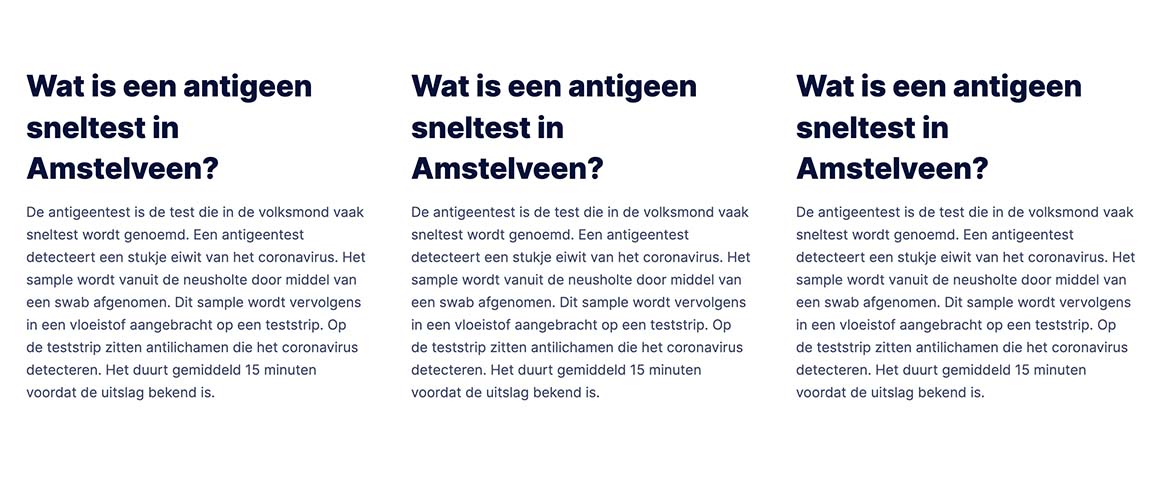 Wat is een antigeen
sneltest in
Amstelveen?
De antigeentest is de test die in de volksmond vaak
sneltest wordt genoemd. Een antigeentest
detecteert een stukje eiwit van het coronavirus. Het
sample wordt vanuit de neusholte door middel van
een swab afgenomen. Dit sample wordt vervolgens
in een vloeistof aangebracht op een teststrip. Op
de teststrip zitten antilichamen die het coronavirus
detecteren. Het duurt gemiddeld 15 minuten
voordat de uitslag bekend is.
Wat is een antigeen
sneltest in
Amstelveen?
De antigeentest is de test die in de volksmond vaak
sneltest wordt genoemd. Een antigeentest
detecteert een stukje eiwit van het coronavirus. Het
sample wordt vanuit de neusholte door middel van
een swab afgenomen. Dit sample wordt vervolgens
in een vloeistof aangebracht op een teststrip. Op
de teststrip zitten antilichamen die het coronavirus
detecteren. Het duurt gemiddeld 15 minuten
voordat de uitslag bekend is.
Wat is een antigeen
sneltest in
Amstelveen?
De antigeentest is de test die in de volksmond vaak
sneltest wordt genoemd. Een antigeentest
detecteert een stukje eiwit van het coronavirus. Het
sample wordt vanuit de neusholte door middel van
een swab afgenomen. Dit sample wordt vervolgens
in een vloeistof aangebracht op een teststrip. Op
de teststrip zitten antilichamen die het coronavirus
detecteren. Het duurt gemiddeld 15 minuten
voordat de uitslag bekend is.